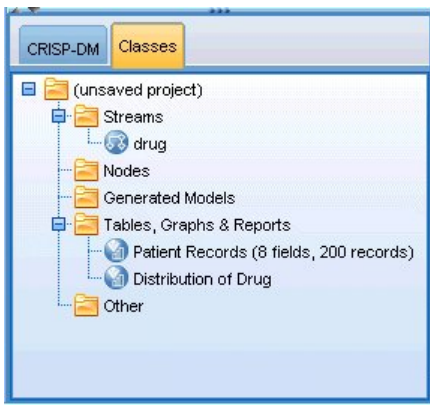 CRISP-DM Classes
(unsaved project)
Streams
drug
Nodes
Generated Models
Tables, Graphs & Reports
Patient Records (8 fields, 200 records)
Distribution of Drug
Other